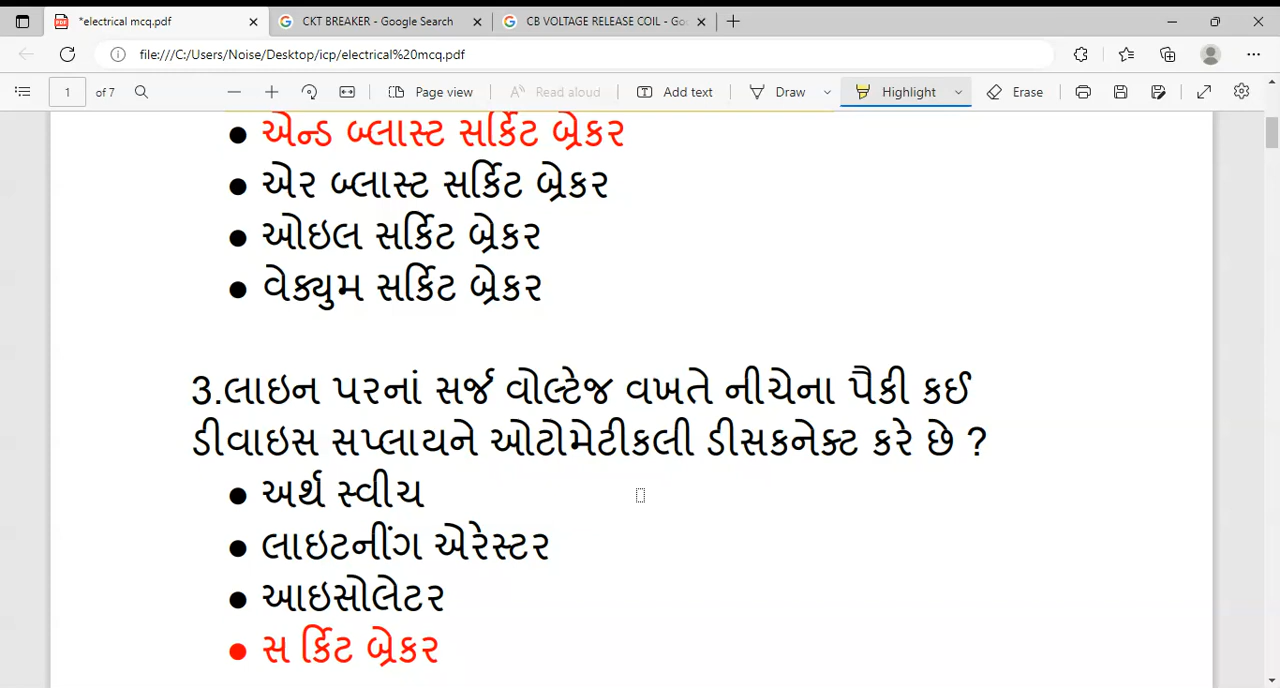 *electrical mcq.pdf
CKT BREAKER - Google Search
CB VOLTAGE RELEASE COIL - Go
file:///C:/Users/Noise/Desktop/icp/electrical%20mcq.pdf
1 of 7 Page view Read aloud Add text Draw Highlight Erase
એન્ડ બ્લાસ્ટ સર્કિટ બ્રેકર
એર બ્લાસ્ટ સર્કિટ બ્રેકર
ઓઇલ સર્કિટ બ્રેકર
વેક્યુમ સર્કિટ બ્રેકર
3.લાઇન પરનાં સર્જ વોલ્ટેજ વખતે નીચેના પૈકી કઈ
ડીવાઇસ સપ્લાયને ઓટોમેટીકલી ડીસકનેક્ટ કરે છે ?
અર્થ સ્વીચ
લાઇટનીંગ એરેસ્ટર
આઇસોલેટર
સ ર્કિટ બ્રેકર